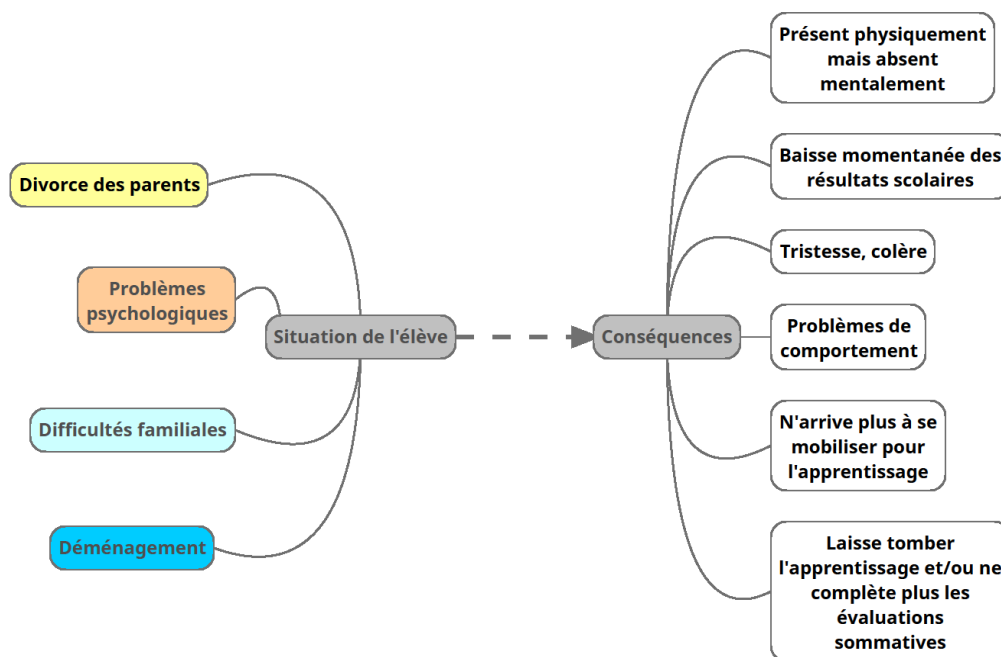 Divorce des parents
Problèmes
psychologiques
Difficultés familiales
Déménagement
Situation de l'élève
Conséquences
Présent physiquement
mais absent
mentalement
Baisse momentanée des
résultats scolaires
Tristesse, colère
Problèmes de
comportement
N'arrive plus à se
mobiliser pour
l'apprentissage
Laisse tomber
l'apprentissage et/ou ne
complète plus les
évaluations
sommatives